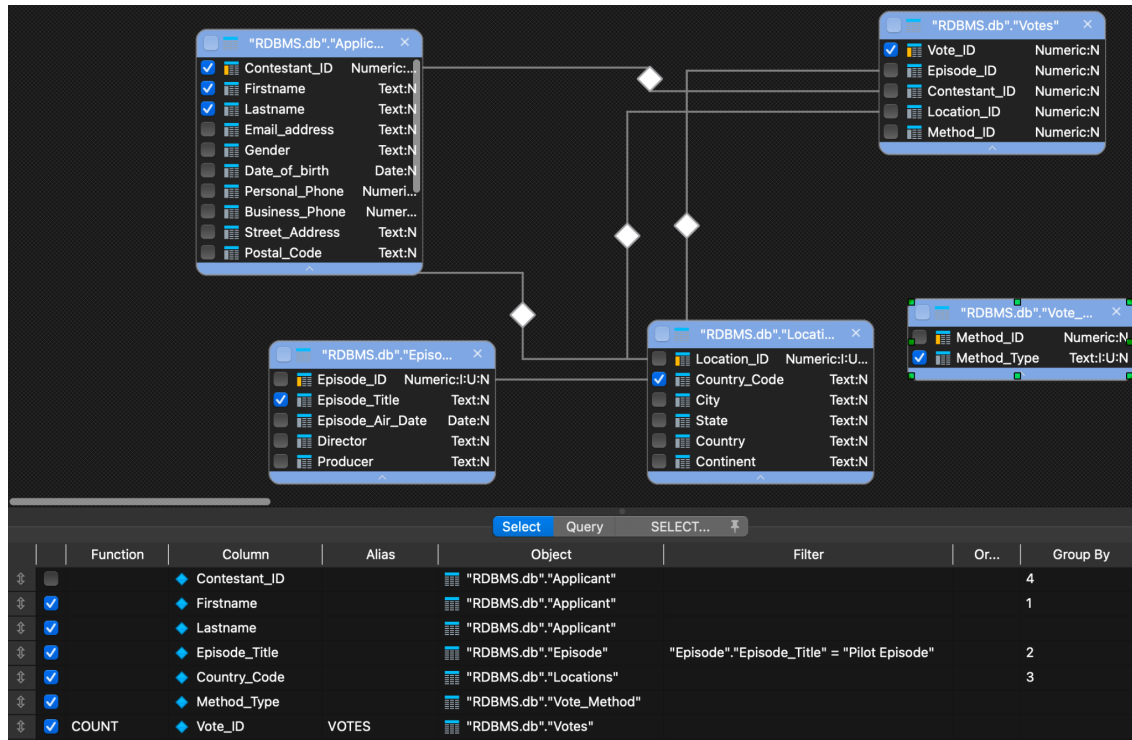 "RDBMS.db"."Applic... ×
Contestant_ID Numeric:...
Firstname Text:N
Lastname Text:N
Email_address Text:N
Gender Text:N
Date_of_birth Date:N
Personal_Phone Numeri...
Business_Phone Numer...
Street_Address Text:N
Postal_Code Text:N
"RDBMS.db"."Votes" ×
Vote_ID Numeric:N
Episode_ID Numeric:N
Contestant_ID Numeric:N
Location_ID Numeric:N
Method_ID Numeric:N
"RDBMS.db"."Episo... ×
Episode_ID Numeric:I:U:N
Episode_Title Text:N
Episode_Air_Date Date:N
Director Text:N
Producer Text:N
"RDBMS.db"."Locati... ×
Location_ID Numeric:I:U...
Country_Code Text:N
City Text:N
State Text:N
Country Text:N
Continent Text:N
"RDBMS.db"."Vote_... ×
Method_ID Numeric:N
Method_Type Text:I:U:N
Select Query SELECT...
Function Column Alias Object Filter Or... Group By
Contestant_ID "RDBMS.db"."Applicant" 4
Firstname "RDBMS.db"."Applicant" 1
Lastname "RDBMS.db"."Applicant"
Episode_Title "RDBMS.db"."Episode" "Episode"."Episode_Title" = "Pilot Episode" 2
Country_Code "RDBMS.db"."Locations" 3
Method_Type "RDBMS.db"."Vote_Method"
COUNT Vote_ID VOTES "RDBMS.db"."Votes"